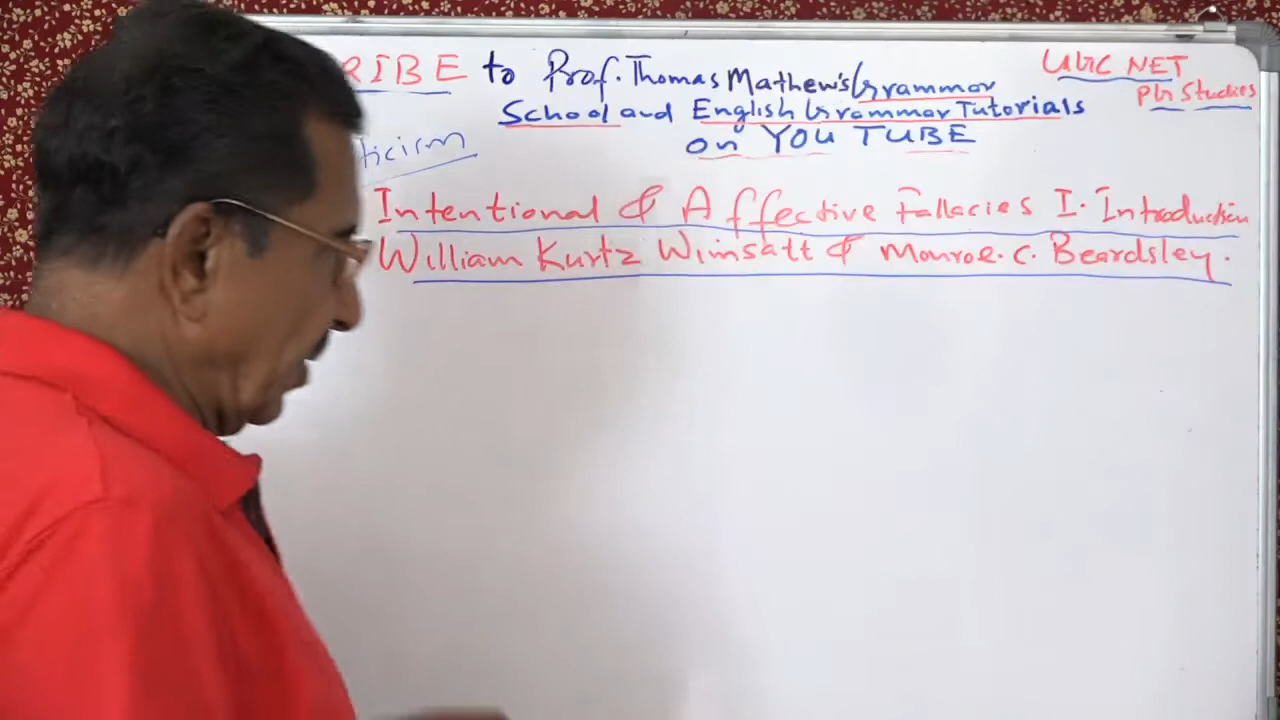 RIBE to Prof. Thomas Mathew's Grammar
School and English Grammar Tutorials
on YOU TUBE
UGC NET
PG Studies
ticism
Intentional & Affective Fallacies I. Introduction
William Kurtz Wimsatt & Monroe. C. Beardsley.